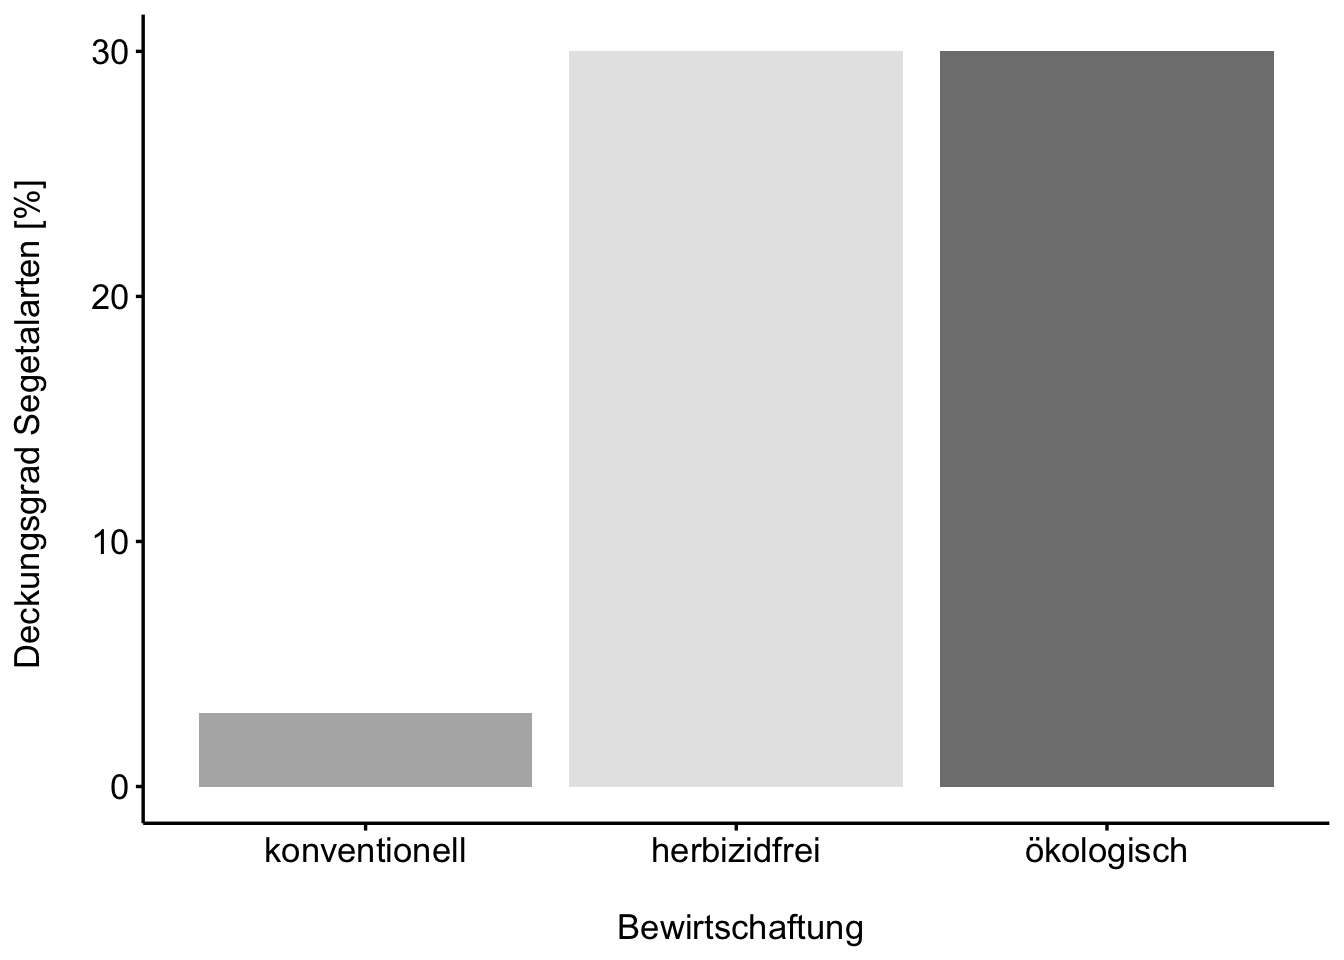 Deckungsgrad Segetalarten [%]
30
20
10
0
konventionell
herbizidfrei
ökologisch
Bewirtschaftung